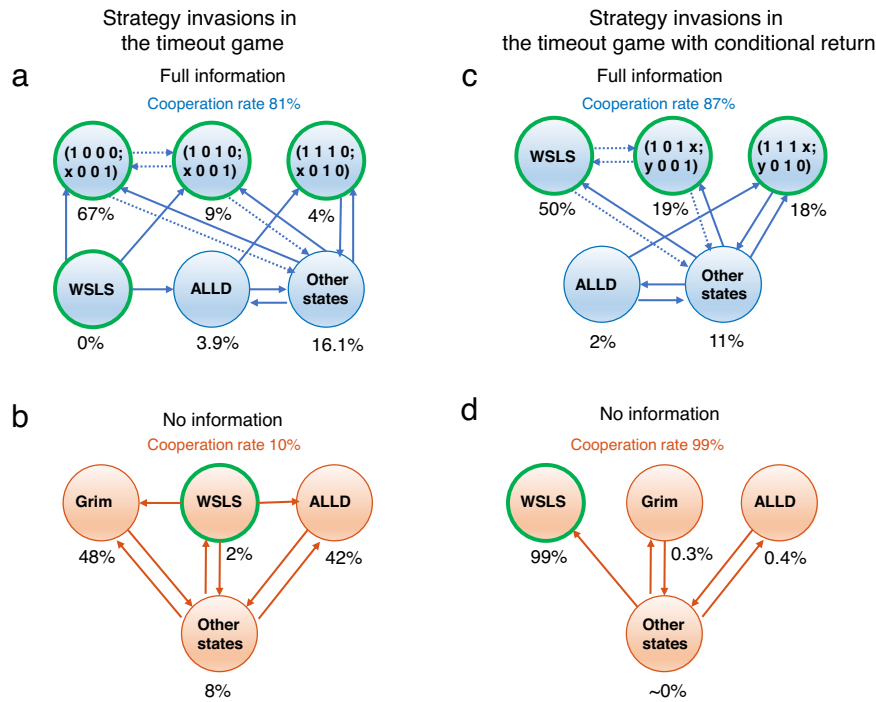 Strategy invasions in
the timeout game
Strategy invasions in
the timeout game with conditional return
a
Full information
Cooperation rate 81%
(1 0 0 0;
x 0 0 1)
(1 0 1 0;
x 0 0 1)
(1 1 1 0;
x 0 1 0)
67%
9%
4%
WSLS
ALLD
Other
states
0%
3.9%
16.1%
c
Full information
Cooperation rate 87%
WSLS
(1 0 1 x;
y 0 0 1)
(1 1 1 x;
y 0 1 0)
50%
19%
18%
ALLD
Other
states
2%
11%
b
No information
Cooperation rate 10%
Grim
WSLS
ALLD
48%
2%
42%
Other
states
8%
d
No information
Cooperation rate 99%
WSLS
Grim
ALLD
99%
0.3%
0.4%
Other
states
~0%